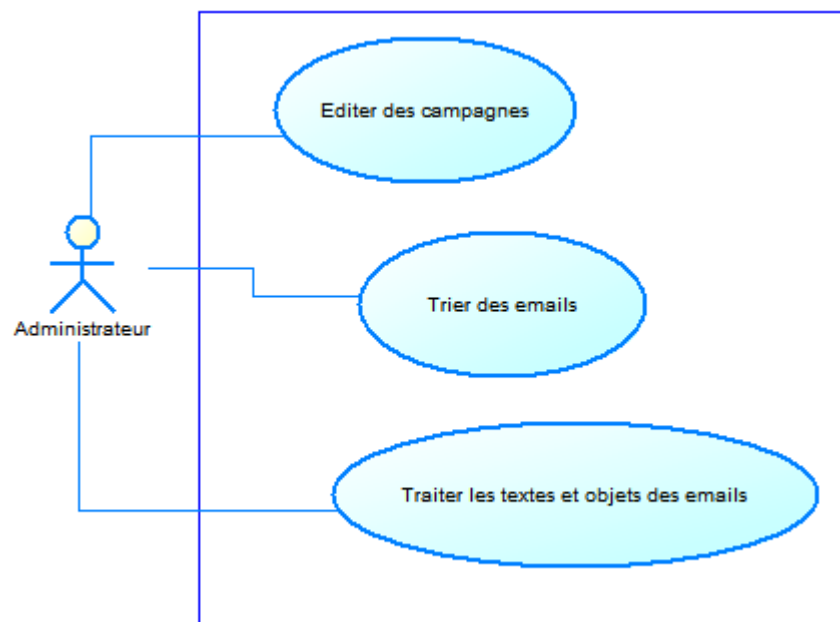 Editer des campagnes
Trier des emails
Administrateur
Traiter les textes et objets des emails